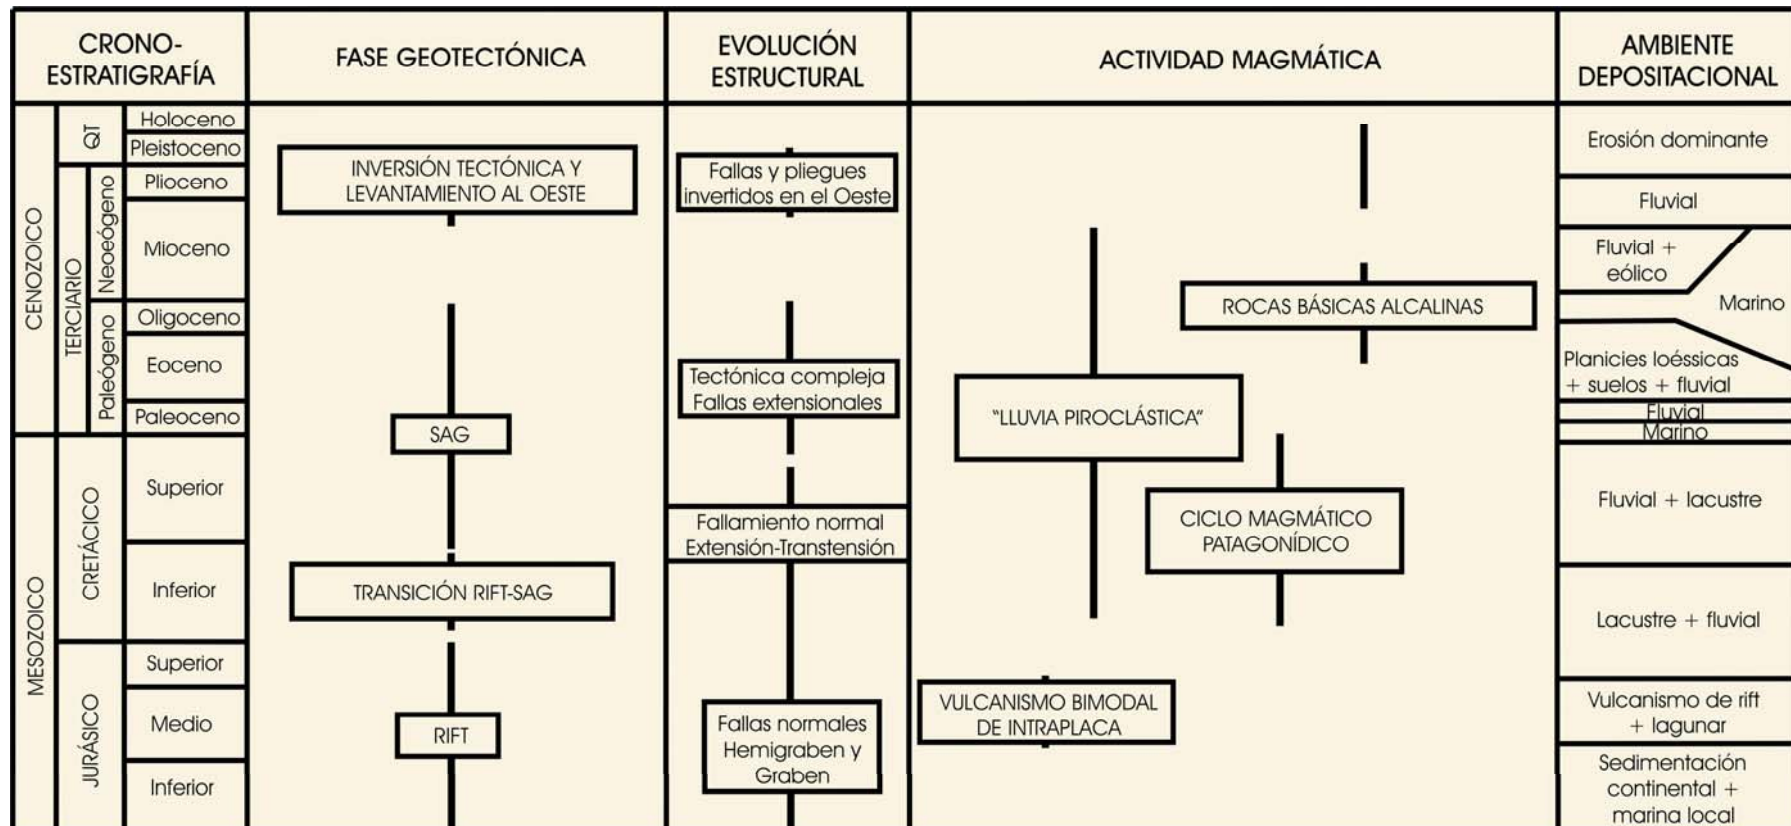 CRONO-
ESTRATIGRAFÍA
FASE GEOTECTÓNICA
EVOLUCIÓN
ESTRUCTURAL
ACTIVIDAD MAGMÁTICA
AMBIENTE
DEPOSITACIONAL
CENOZOICO
QT
Holoceno
Pleistoceno
TERCIARIO
Neoeógeno
Plioceno
Mioceno
Paleógeno
Oligoceno
Eoceno
Paleoceno
MESOZOICO
CRETÁCICO
Superior
Inferior
JURÁSICO
Superior
Medio
Inferior
INVERSIÓN TECTÓNICA Y
LEVANTAMIENTO AL OESTE
SAG
TRANSICIÓN RIFT-SAG
RIFT
Fallas y pliegues
invertidos en el Oeste
Tectónica compleja
Fallas extensionales
Fallamiento normal
Extensión-Transtensión
Fallas normales
Hemigraben y
Graben
ROCAS BÁSICAS ALCALINAS
"LLUVIA PIROCLÁSTICA"
CICLO MAGMÁTICO
PATAGONÍDICO
VULCANISMO BIMODAL
DE INTRAPLACA
Erosión dominante
Fluvial
Fluvial +
eólico
Marino
Planicies loéssicas
+ suelos + fluvial
Fluvial
Marino
Fluvial + lacustre
Lacustre + fluvial
Vulcanismo de rift
+ lagunar
Sedimentación
continental +
marina local